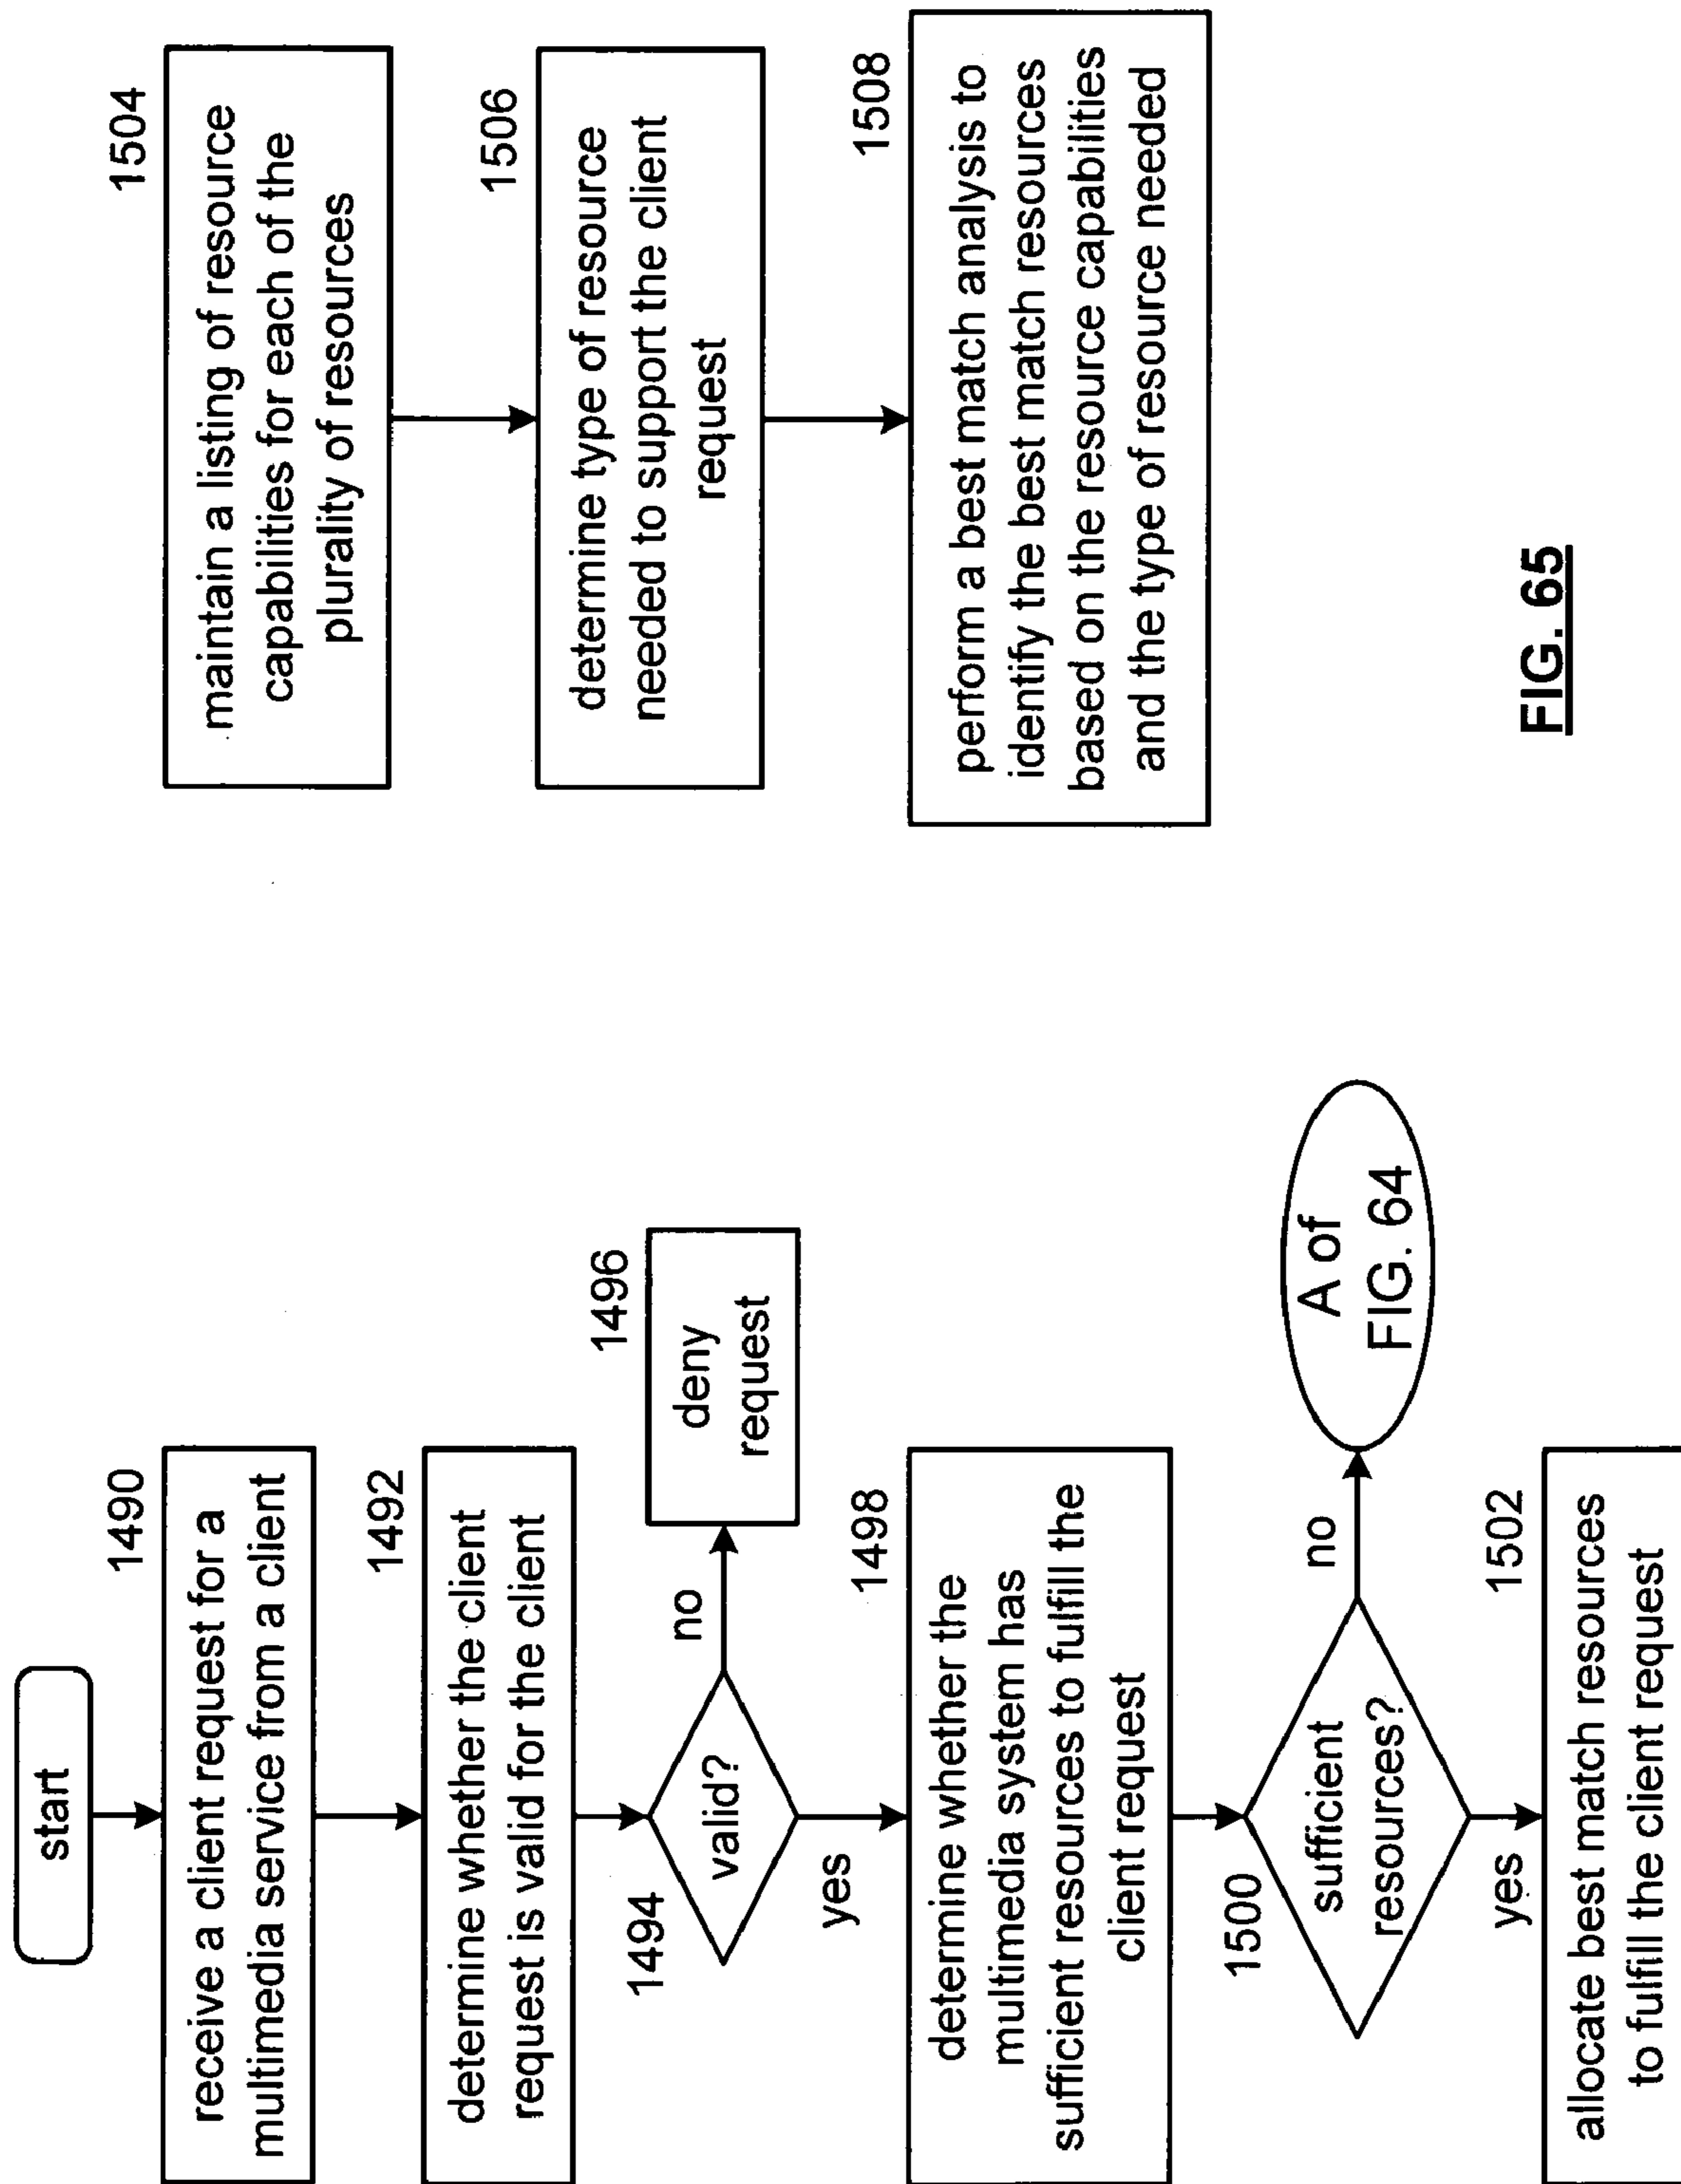 start
1490
receive a client request for a
multimedia service from a client
1492
determine whether the client
request is valid for the client
1494
valid?
no
1496
deny
request
yes
1498
determine whether the
multimedia system has
sufficient resources to fulfill the
client request
1500
sufficient
resources?
no
A of
FIG. 64
yes
1502
allocate best match resources
to fulfill the client request
1504
maintain a listing of resource
capabilities for each of the
plurality of resources
1506
determine type of resource
needed to support the client
request
1508
perform a best match analysis to
identify the best match resources
based on the resource capabilities
and the type of resource needed
FIG. 65